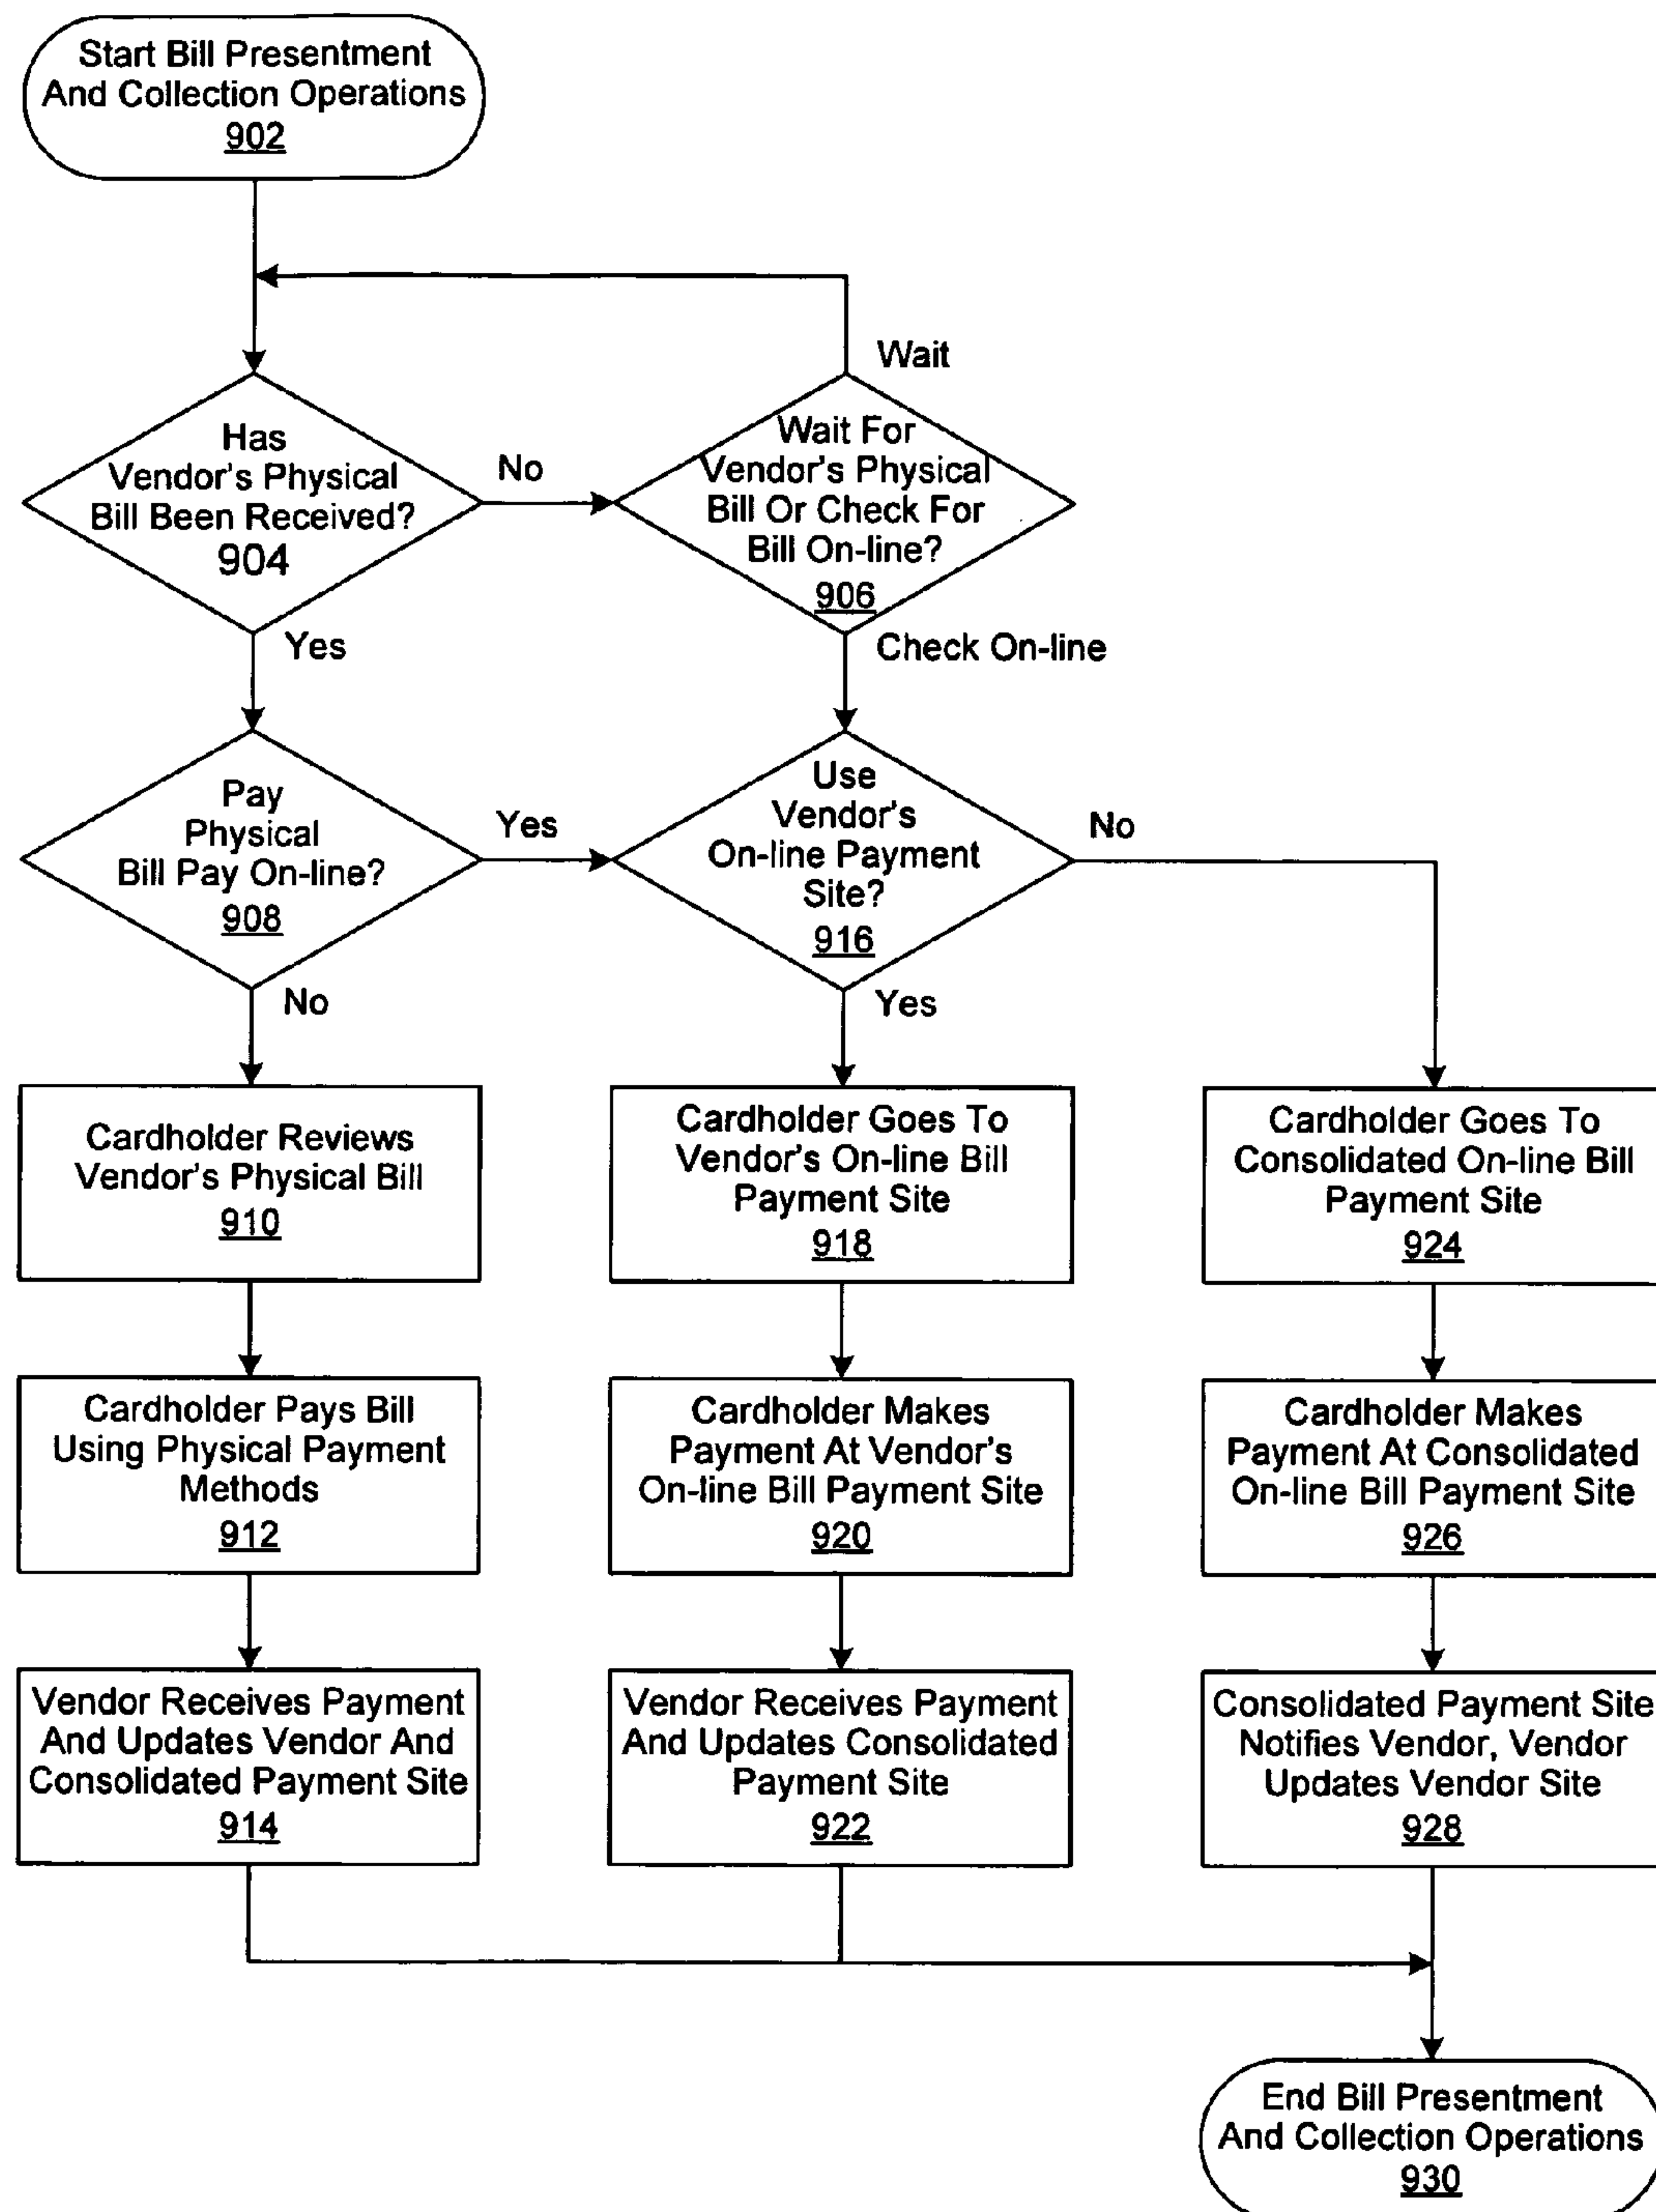 Start Bill Presentment
And Collection Operations
902
Wait
Has
Vendor's Physical
Bill Been Received?
904
No
Wait For
Vendor's Physical
Bill Or Check For
Bill On-line?
906
Yes
Check On-line
Pay
Physical
Bill Pay On-line?
908
Yes
Use
Vendor's
On-line Payment
Site?
916
No
No
Yes
Cardholder Reviews
Vendor's Physical Bill
910
Cardholder Goes To
Vendor's On-line Bill
Payment Site
918
Cardholder Goes To
Consolidated On-line Bill
Payment Site
924
Cardholder Pays Bill
Using Physical Payment
Methods
912
Cardholder Makes
Payment At Vendor's
On-line Bill Payment Site
920
Cardholder Makes
Payment At Consolidated
On-line Bill Payment Site
926
Vendor Receives Payment
And Updates Vendor And
Consolidated Payment Site
914
Vendor Receives Payment
And Updates Consolidated
Payment Site
922
Consolidated Payment Site
Notifies Vendor, Vendor
Updates Vendor Site
928
End Bill Presentment
And Collection Operations
930